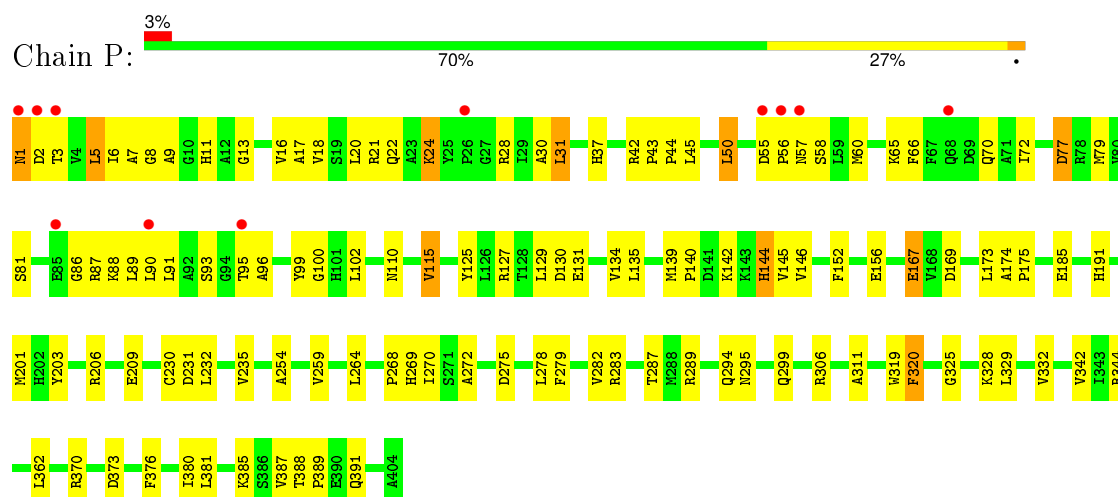 3%
Chain P:
70% 27% •
N1 D2 T3 V4 L5 I6 A7 G8 A9 G10 H11 A12 G13 V16 A17 V18 S19 L20 R21 Q22 A23 K24 Y25 P26 G27 R28 I29 A30 L31 H37 R42 P43 P44 L45 L50 D55 P56 N57 S58 L59 M60 K65 F66 F67 Q68 D69 Q70 A71 I72 D77 R78 M79 V80
S81 E85 G86 R87 K88 L89 L90 L91 A92 S93 G94 T95 A96 Y99 G100 H101 L102 N110 V115 Y125 L126 R127 T128 L129 D130 E131 V134 L135 M139 P140 D141 K142 K143 H144 V145 V146 F152 E156 E167 V168 D169 L173 A174 P175 E185 H191
M201 H202 Y203 R206 E209 C230 D231 L232 V235 A254 V259 L264 P268 H269 I270 S271 A272 D275 L278 F279 V282 R283 T287 M288 R289 Q294 N295 Q299 R306 A311 W319 F320 G325 K328 L329 V332 V342 I343 R344
L362 R370 D373 F376 I380 L381 K385 S386 V387 T388 P389 E390 Q391 A404